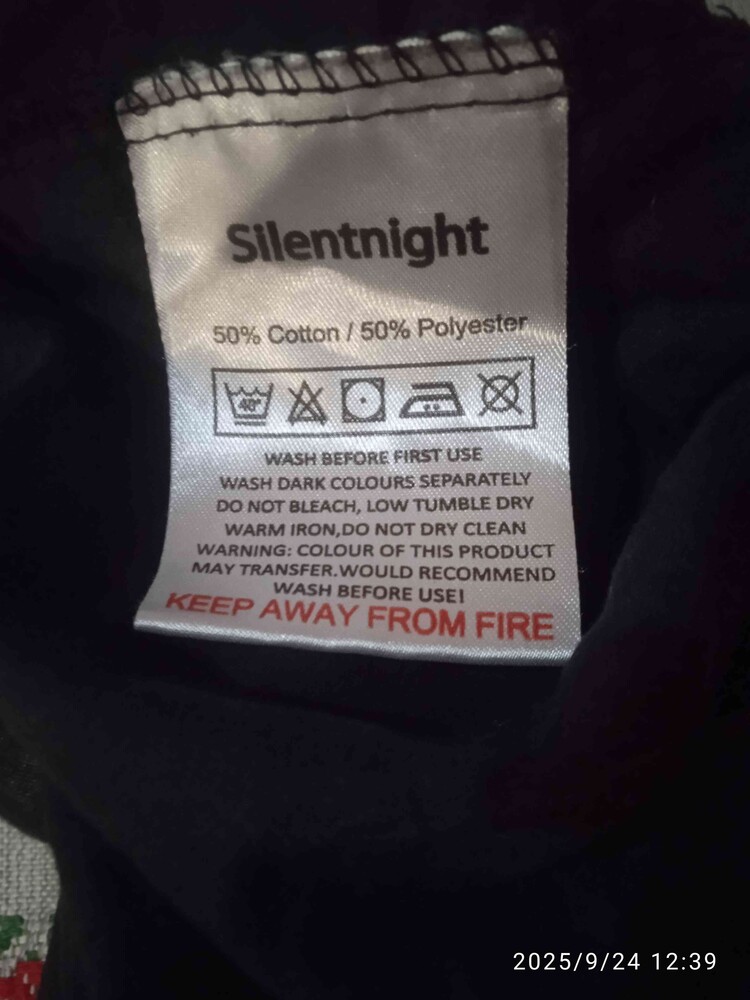 Silentnight
50% Cotton / 50% Polyester
40°
WASH BEFORE FIRST USE
WASH DARK COLOURS SEPARATELY
DO NOT BLEACH, LOW TUMBLE DRY
WARM IRON,DO NOT DRY CLEAN
WARNING: COLOUR OF THIS PRODUCT
MAY TRANSFER.WOULD RECOMMEND
WASH BEFORE USE!
KEEP AWAY FROM FIRE
2025/9/24 12:39